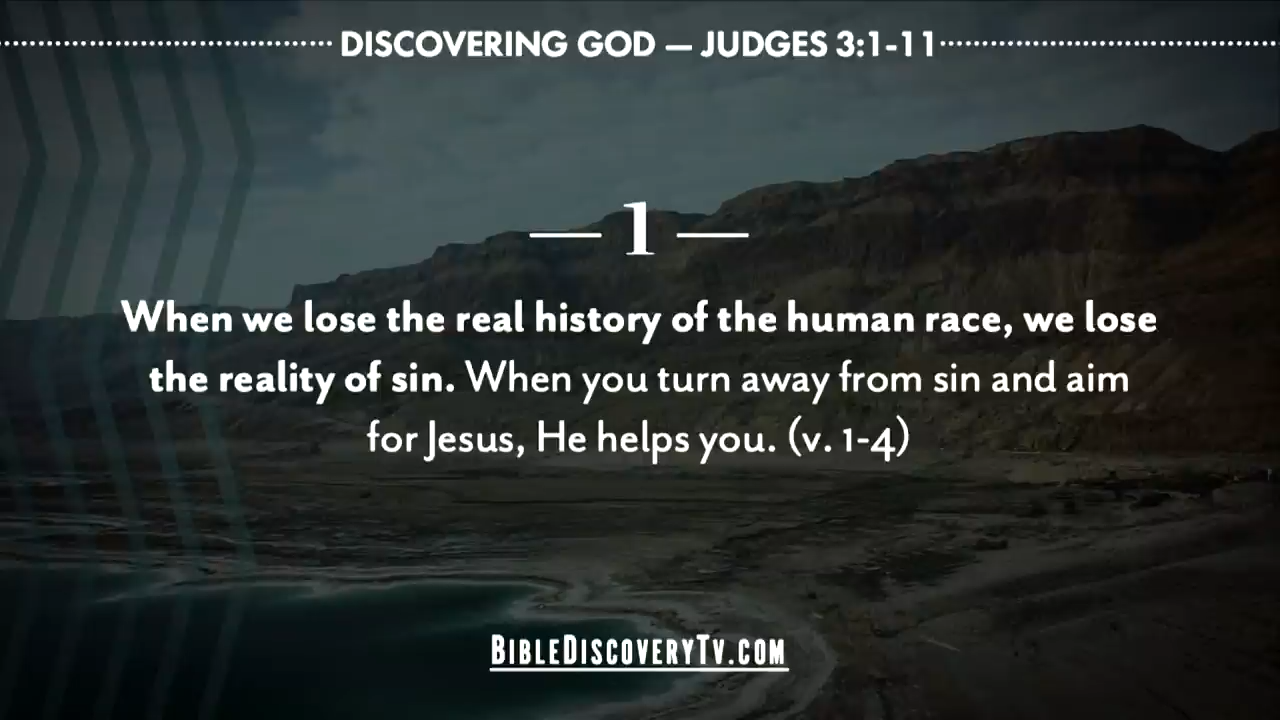 DISCOVERING GOD — JUDGES 3:1-11
— 1 —
When we lose the real history of the human race, we lose
the reality of sin. When you turn away from sin and aim
for Jesus, He helps you. (v. 1-4)
BIBLEDISCOVERYTV.COM